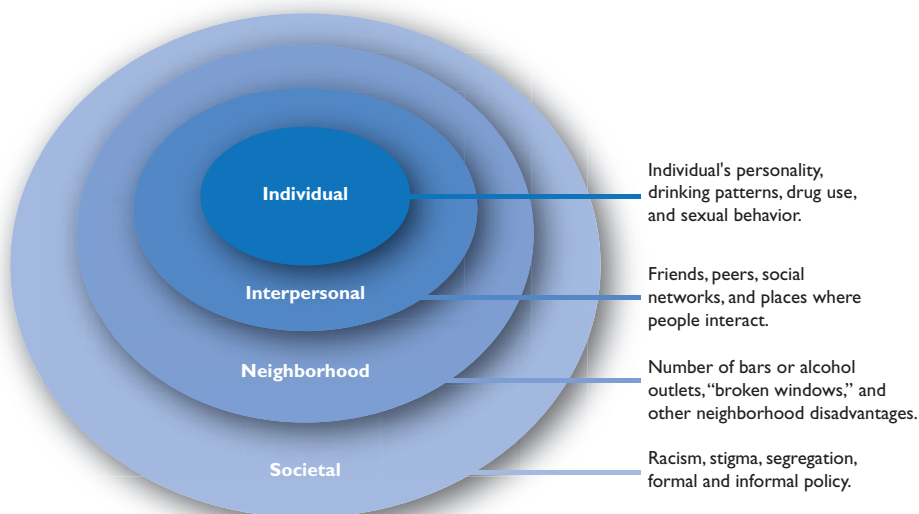 Individual
Individual's personality,
drinking patterns, drug use,
and sexual behavior.
Interpersonal
Friends, peers, social
networks, and places where
people interact.
Neighborhood
Number of bars or alcohol
outlets, “broken windows,” and
other neighborhood disadvantages.
Societal
Racism, stigma, segregation,
formal and informal policy.